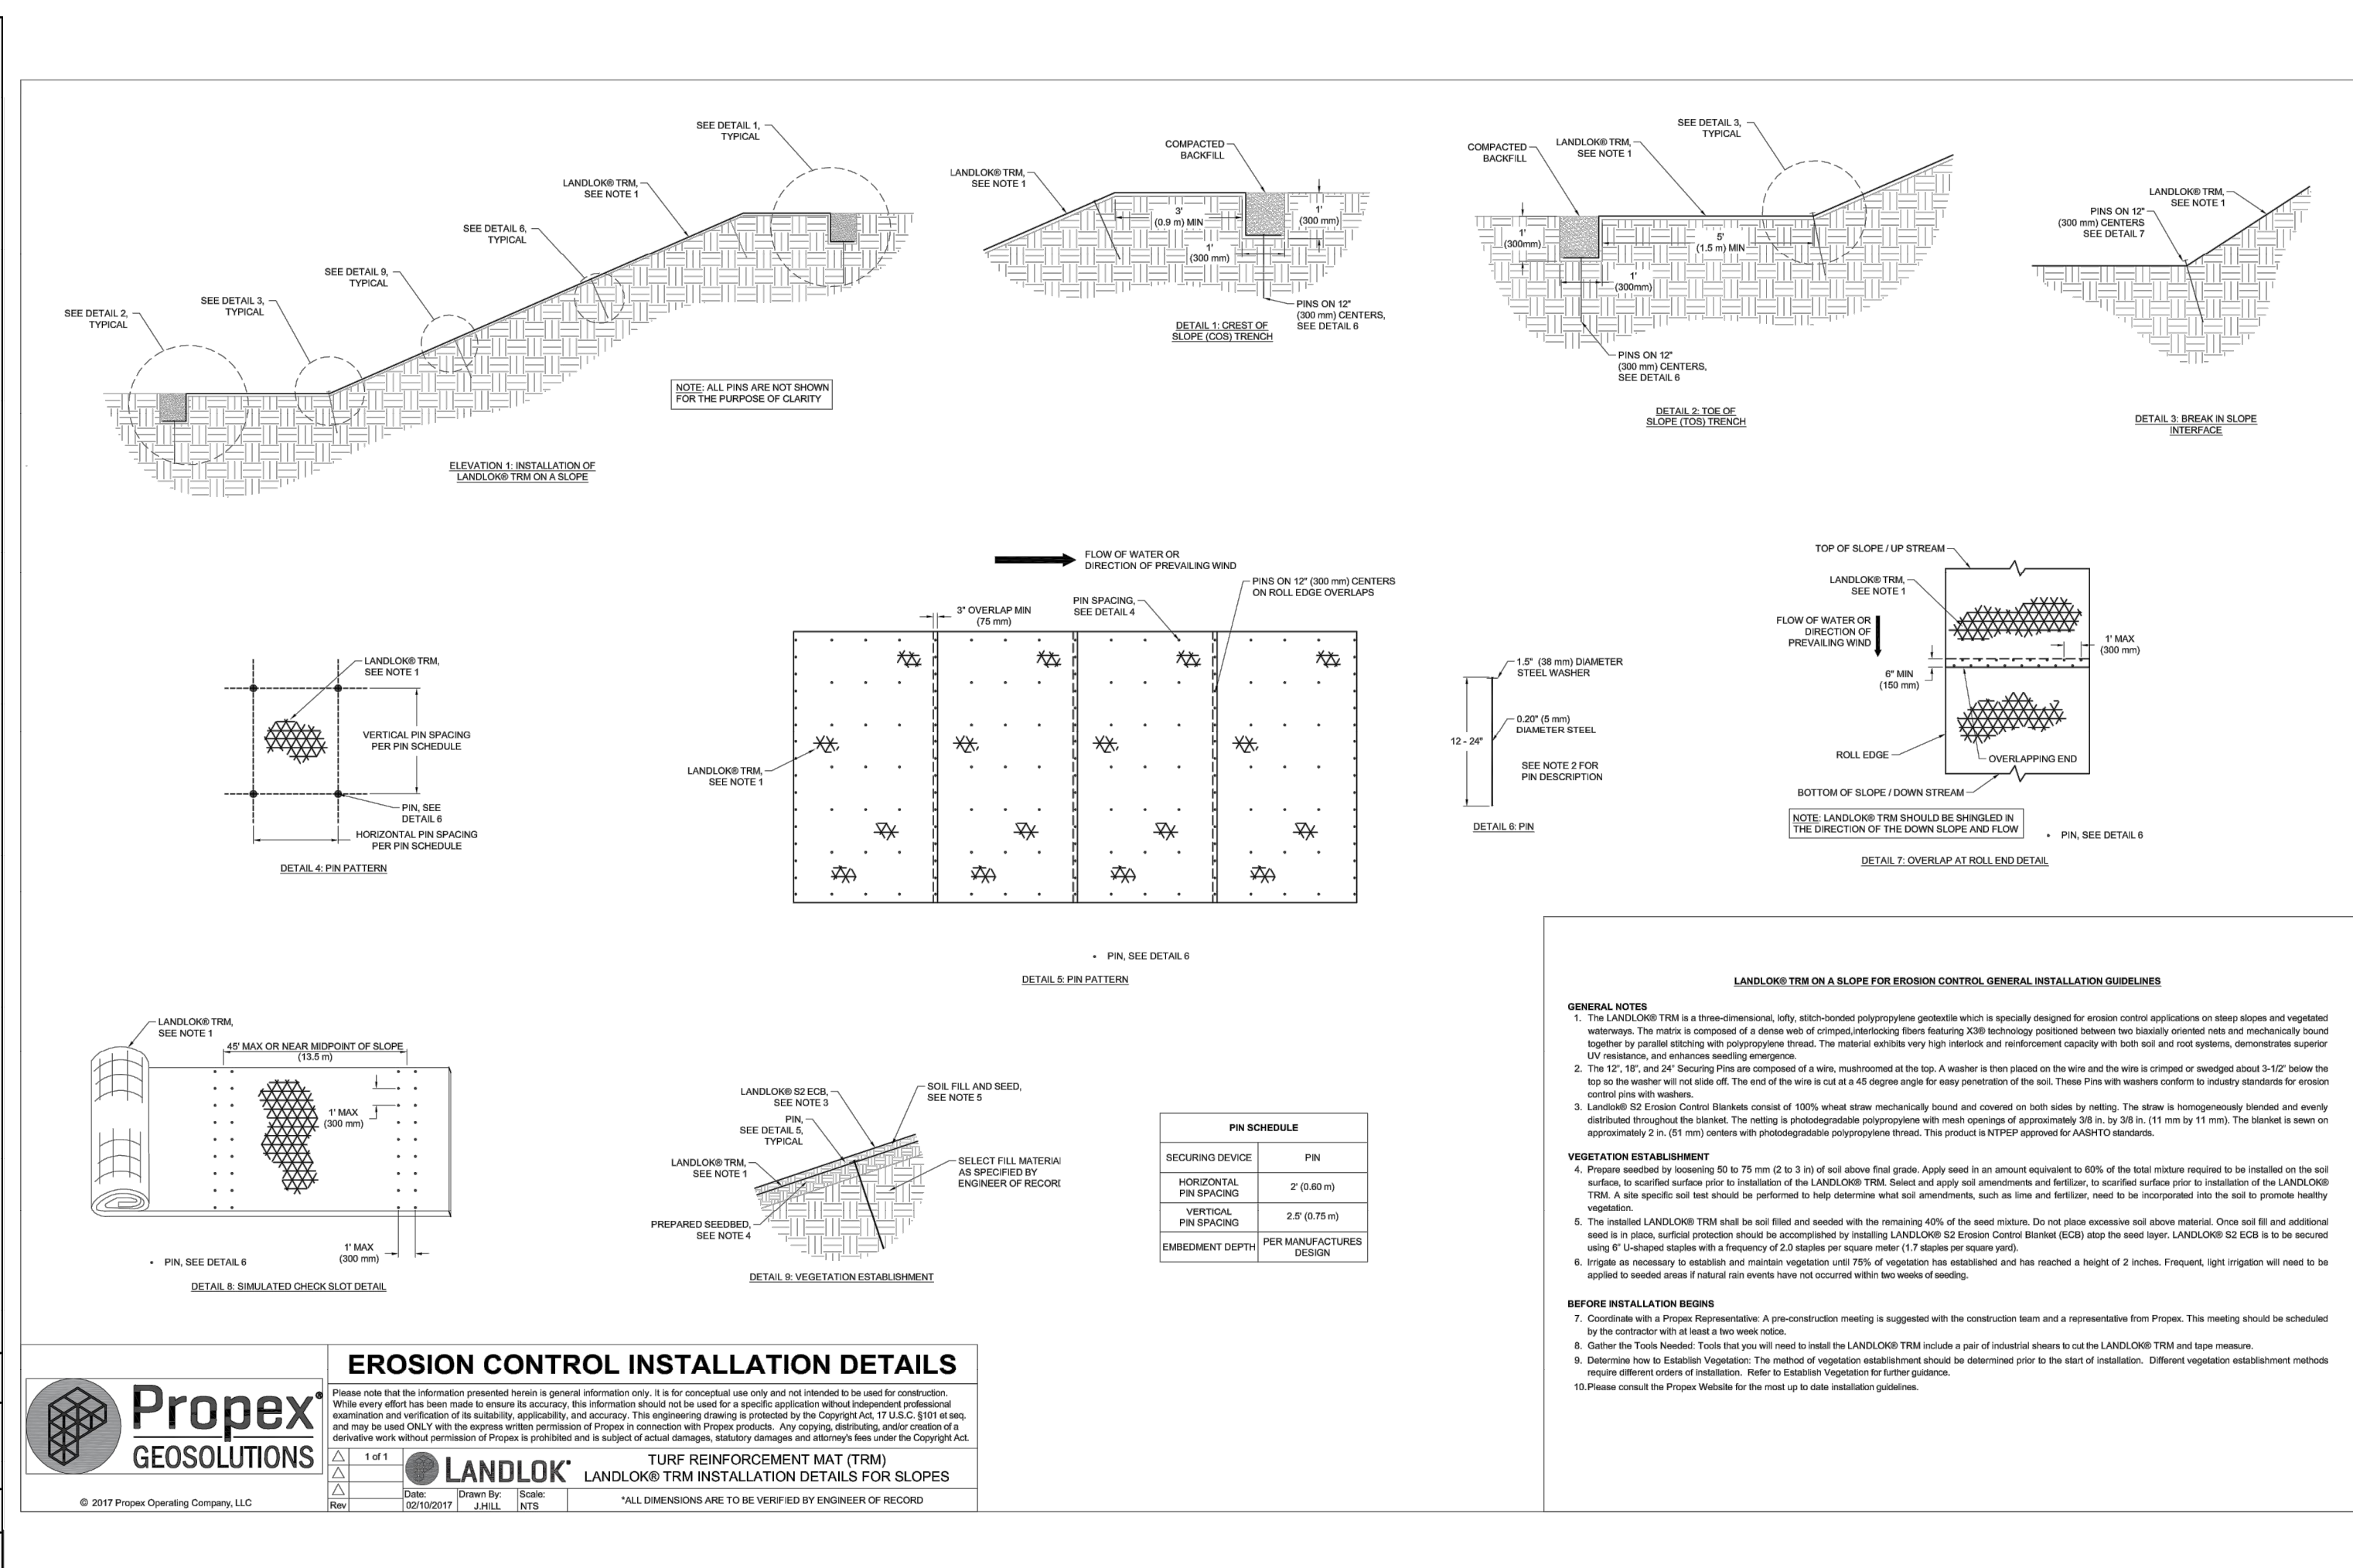 SEE DETAIL 1,
TYPICAL
LANDLOK® TRM,
SEE NOTE 1
SEE DETAIL 6,
TYPICAL
SEE DETAIL 9,
TYPICAL
SEE DETAIL 3,
TYPICAL
SEE DETAIL 2,
TYPICAL
NOTE: ALL PINS ARE NOT SHOWN
FOR THE PURPOSE OF CLARITY
ELEVATION 1: INSTALLATION OF
LANDLOK® TRM ON A SLOPE
COMPACTED
BACKFILL
LANDLOK® TRM,
SEE NOTE 1
3'
(0.9 m) MIN
1'
(300 mm)
1'
(300 mm)
PINS ON 12"
(300 mm) CENTERS,
SEE DETAIL 6
DETAIL 1: CREST OF
SLOPE (COS) TRENCH
SEE DETAIL 3,
TYPICAL
COMPACTED
BACKFILL
LANDLOK® TRM,
SEE NOTE 1
1'
(300mm)
5'
(1.5 m) MIN
1'
(300mm)
PINS ON 12"
(300 mm) CENTERS,
SEE DETAIL 6
DETAIL 2: TOE OF
SLOPE (TOS) TRENCH
LANDLOK® TRM,
SEE NOTE 1
PINS ON 12"
(300 mm) CENTERS
SEE DETAIL 7
DETAIL 3: BREAK IN SLOPE
INTERFACE
LANDLOK® TRM,
SEE NOTE 1
VERTICAL PIN SPACING
PER PIN SCHEDULE
PIN, SEE
DETAIL 6
HORIZONTAL PIN SPACING
PER PIN SCHEDULE
DETAIL 4: PIN PATTERN
FLOW OF WATER OR
DIRECTION OF PREVAILING WIND
PINS ON 12" (300 mm) CENTERS
ON ROLL EDGE OVERLAPS
PIN SPACING,
SEE DETAIL 4
3" OVERLAP MIN
(75 mm)
LANDLOK® TRM,
SEE NOTE 1
PIN, SEE DETAIL 6
DETAIL 5: PIN PATTERN
1.5" (38 mm) DIAMETER
STEEL WASHER
0.20" (5 mm)
DIAMETER STEEL
12 - 24"
SEE NOTE 2 FOR
PIN DESCRIPTION
DETAIL 6: PIN
TOP OF SLOPE / UP STREAM
LANDLOK® TRM,
SEE NOTE 1
FLOW OF WATER OR
DIRECTION OF
PREVAILING WIND
1' MAX
(300 mm)
6" MIN
(150 mm)
ROLL EDGE
OVERLAPPING END
BOTTOM OF SLOPE / DOWN STREAM
NOTE: LANDLOK® TRM SHOULD BE SHINGLED IN
THE DIRECTION OF THE DOWN SLOPE AND FLOW
PIN, SEE DETAIL 6
DETAIL 7: OVERLAP AT ROLL END DETAIL
LANDLOK® TRM,
SEE NOTE 1
45' MAX OR NEAR MIDPOINT OF SLOPE
(13.5 m)
1' MAX
(300 mm)
1' MAX
(300 mm)
PIN, SEE DETAIL 6
DETAIL 8: SIMULATED CHECK SLOT DETAIL
LANDLOK® S2 ECB,
SEE NOTE 3
SOIL FILL AND SEED,
SEE NOTE 5
PIN,
SEE DETAIL 5,
TYPICAL
LANDLOK® TRM,
SEE NOTE 1
SELECT FILL MATERIA
AS SPECIFIED BY
ENGINEER OF RECOR
PREPARED SEEDBED,
SEE NOTE 4
DETAIL 9: VEGETATION ESTABLISHMENT
PIN SCHEDULE
SECURING DEVICE PIN
HORIZONTAL
PIN SPACING 2' (0.60 m)
VERTICAL
PIN SPACING 2.5' (0.75 m)
EMBEDMENT DEPTH PER MANUFACTURES
DESIGN
LANDLOK® TRM ON A SLOPE FOR EROSION CONTROL GENERAL INSTALLATION GUIDELINES
GENERAL NOTES
1. The LANDLOK® TRM is a three-dimensional, lofty, stitch-bonded polypropylene geotextile which is specially designed for erosion control applications on steep slopes and vegetated
waterways. The matrix is composed of a dense web of crimped,interlocking fibers featuring X3® technology positioned between two biaxially oriented nets and mechanically bound
together by parallel stitching with polypropylene thread. The material exhibits very high interlock and reinforcement capacity with both soil and root systems, demonstrates superior
UV resistance, and enhances seedling emergence.
2. The 12", 18", and 24" Securing Pins are composed of a wire, mushroomed at the top. A washer is then placed on the wire and the wire is crimped or swedged about 3-1/2" below the
top so the washer will not slide off. The end of the wire is cut at a 45 degree angle for easy penetration of the soil. These Pins with washers conform to industry standards for erosion
control pins with washers.
3. Landlok® S2 Erosion Control Blankets consist of 100% wheat straw mechanically bound and covered on both sides by netting. The straw is homogeneously blended and evenly
distributed throughout the blanket. The netting is photodegradable polypropylene with mesh openings of approximately 3/8 in. by 3/8 in. (11 mm by 11 mm). The blanket is sewn on
approximately 2 in. (51 mm) centers with photodegradable polypropylene thread. This product is NTPEP approved for AASHTO standards.
VEGETATION ESTABLISHMENT
4. Prepare seedbed by loosening 50 to 75 mm (2 to 3 in) of soil above final grade. Apply seed in an amount equivalent to 60% of the total mixture required to be installed on the soil
surface, to scarified surface prior to installation of the LANDLOK® TRM. Select and apply soil amendments and fertilizer, to scarified surface prior to installation of the LANDLOK®
TRM. A site specific soil test should be performed to help determine what soil amendments, such as lime and fertilizer, need to be incorporated into the soil to promote healthy
vegetation.
5. The installed LANDLOK® TRM shall be soil filled and seeded with the remaining 40% of the seed mixture. Do not place excessive soil above material. Once soil fill and additional
seed is in place, surficial protection should be accomplished by installing LANDLOK® S2 Erosion Control Blanket (ECB) atop the seed layer. LANDLOK® S2 ECB is to be secured
using 6" U-shaped staples with a frequency of 2.0 staples per square meter (1.7 staples per square yard).
6. Irrigate as necessary to establish and maintain vegetation until 75% of vegetation has established and has reached a height of 2 inches. Frequent, light irrigation will need to be
applied to seeded areas if natural rain events have not occurred within two weeks of seeding.
BEFORE INSTALLATION BEGINS
7. Coordinate with a Propex Representative: A pre-construction meeting is suggested with the construction team and a representative from Propex. This meeting should be scheduled
by the contractor with at least a two week notice.
8. Gather the Tools Needed: Tools that you will need to install the LANDLOK® TRM include a pair of industrial shears to cut the LANDLOK® TRM and tape measure.
9. Determine how to Establish Vegetation: The method of vegetation establishment should be determined prior to the start of installation. Different vegetation establishment methods
require different orders of installation. Refer to Establish Vegetation for further guidance.
10.Please consult the Propex Website for the most up to date installation guidelines.
Propex®
GEOSOLUTIONS
© 2017 Propex Operating Company, LLC
EROSION CONTROL INSTALLATION DETAILS
Please note that the information presented herein is general information only. It is for conceptual use only and not intended to be used for construction.
While every effort has been made to ensure its accuracy, this information should not be used for a specific application without independent professional
examination and verification of its suitability, applicability, and accuracy. This engineering drawing is protected by the Copyright Act, 17 U.S.C. §101 et seq.
and may be used ONLY with the express written permission of Propex in connection with Propex products. Any copying, distributing, and/or creation of a
derivative work without permission of Propex is prohibited and is subject of actual damages, statutory damages and attorney's fees under the Copyright Act.
1 of 1
Rev
LANDLOK
TURF REINFORCEMENT MAT (TRM)
LANDLOK® TRM INSTALLATION DETAILS FOR SLOPES
Date: Drawn By: Scale:
02/10/2017 J.HILL NTS
*ALL DIMENSIONS ARE TO BE VERIFIED BY ENGINEER OF RECORD